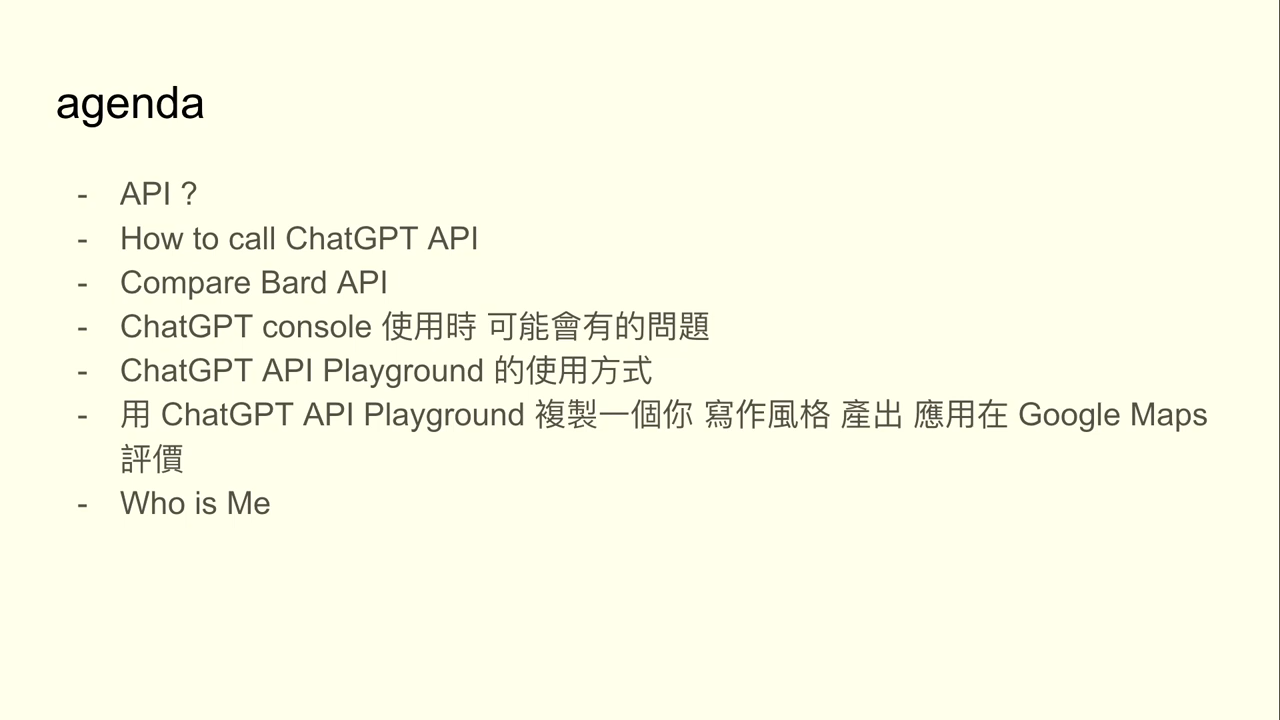 agenda
- API ?
- How to call ChatGPT API
- Compare Bard API
- ChatGPT console 使用時 可能會有的問題
- ChatGPT API Playground 的使用方式
- 用 ChatGPT API Playground 複製一個你 寫作風格 產出 應用在 Google Maps
評價
- Who is Me